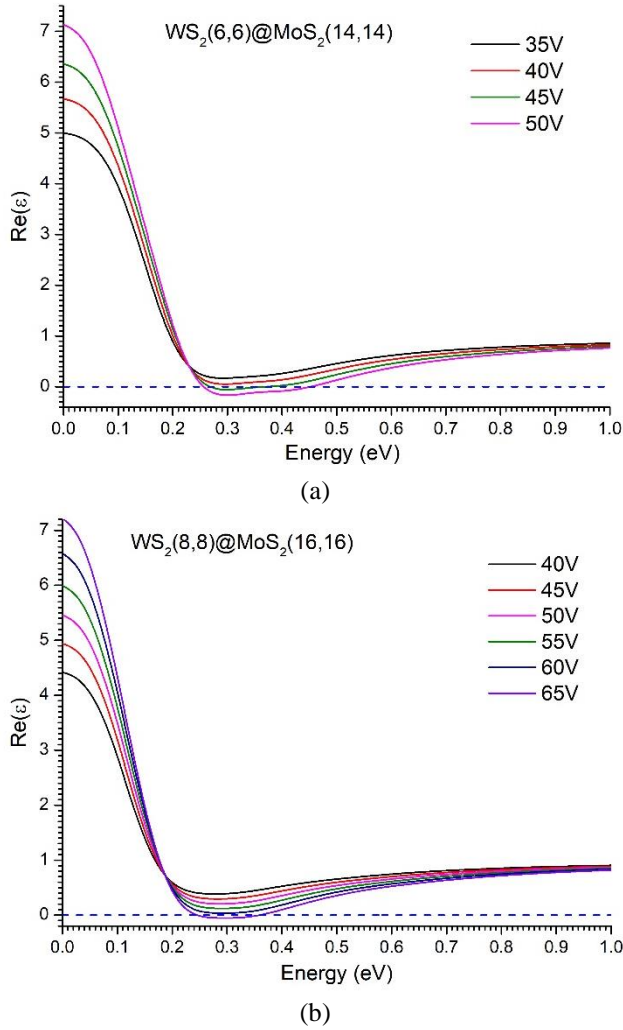 WS₂(6,6)@MoS₂(14,14)
35V
40V
45V
50V
7
6
5
4
3
2
1
0
Re(ε)
0.0 0.1 0.2 0.3 0.4 0.5 0.6 0.7 0.8 0.9 1.0
Energy (eV)
(a)
WS₂(8,8)@MoS₂(16,16)
40V
45V
50V
55V
60V
65V
7
6
5
4
3
2
1
0
Re(ε)
0.0 0.1 0.2 0.3 0.4 0.5 0.6 0.7 0.8 0.9 1.0
Energy (eV)
(b)